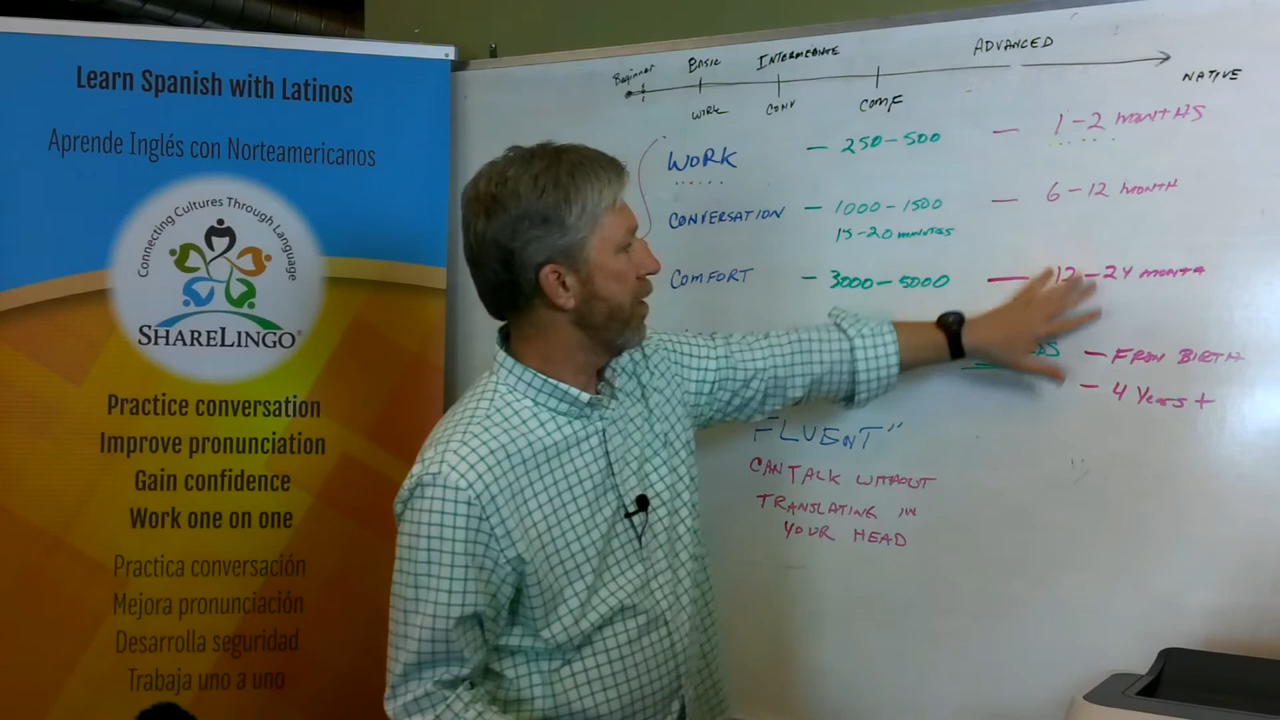 Learn Spanish with Latinos
Aprende Inglés con Norteamericanos
Connecting Cultures Through Language
SHARELINGO®
Practice conversation
Improve pronunciation
Gain confidence
Work one on one
Practica conversación
Mejora pronunciación
Desarrolla seguridad
Trabaja uno a uno
Beginner BASIC INTERMEDIATE ADVANCED
NATIVE
WORK CONV COMF
WORK — 250-500 — 1-2 MONTHS
CONVERSATION — 1000-1500 — 6-12 MONTH
15-20 MINUTES
COMFORT — 3000-5000 — 12-24 MONTH
— FROM BIRTH
— 4 Years +
FLUENT"
CAN TALK WITHOUT
TRANSLATING IN
YOUR HEAD